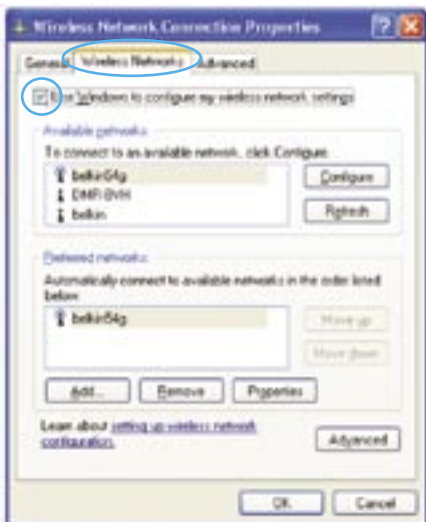 Wireless Network Connection Properties
General Wireless Networks Advanced
Use Windows to configure my wireless network settings
Available networks
To connect to an available network, click Configure.
belkin54g Configure
belkin Refresh
Preferred networks:
Automatically connect to available networks in the order listed
below:
belkin54g Move up
Move down
Add... Remove Properties
Learn about setting up wireless network
configuration. Advanced
OK Cancel